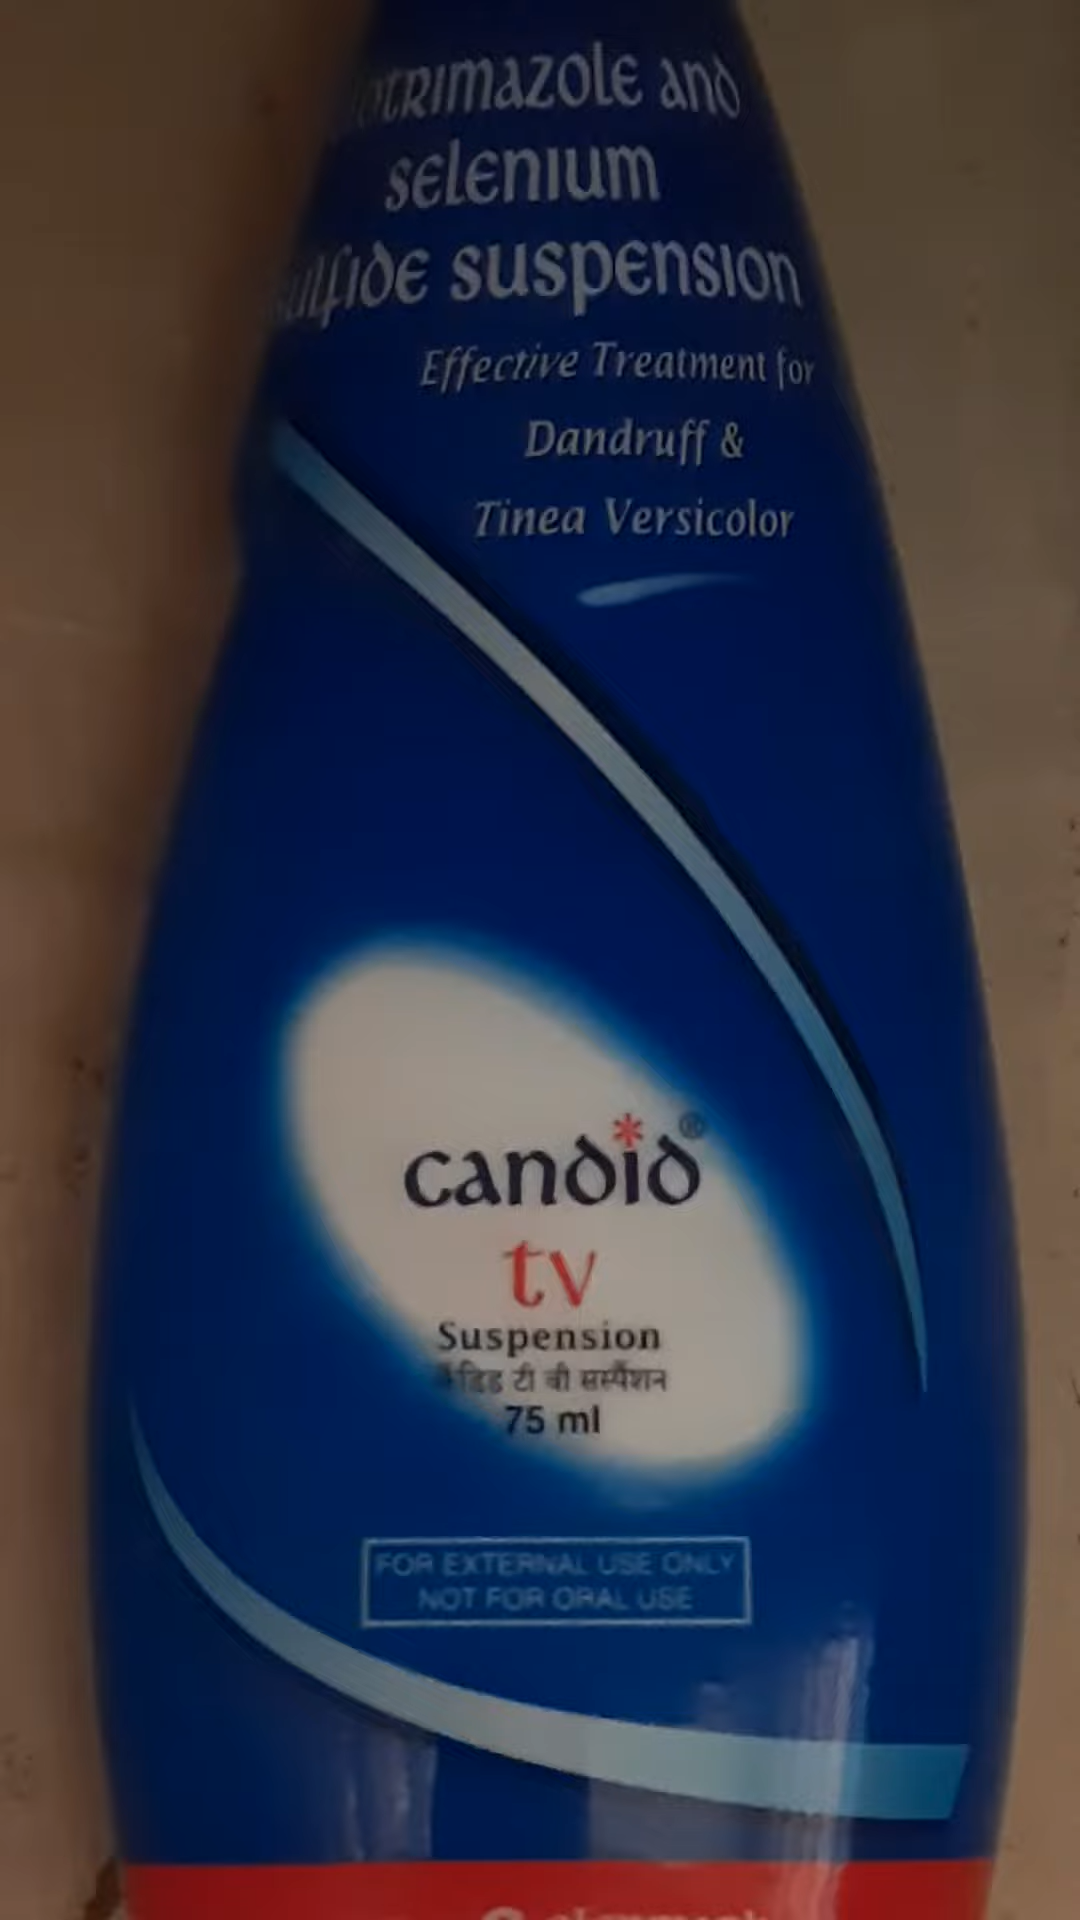 and
selenium
suspension
Effective Treatment for
Dandruff &
Tinea Versicolor
candid®
tv
Suspension
टी वी सस्पेंशन
75 ml
FOR EXTERNAL USE ONLY
NOT FOR ORAL USE